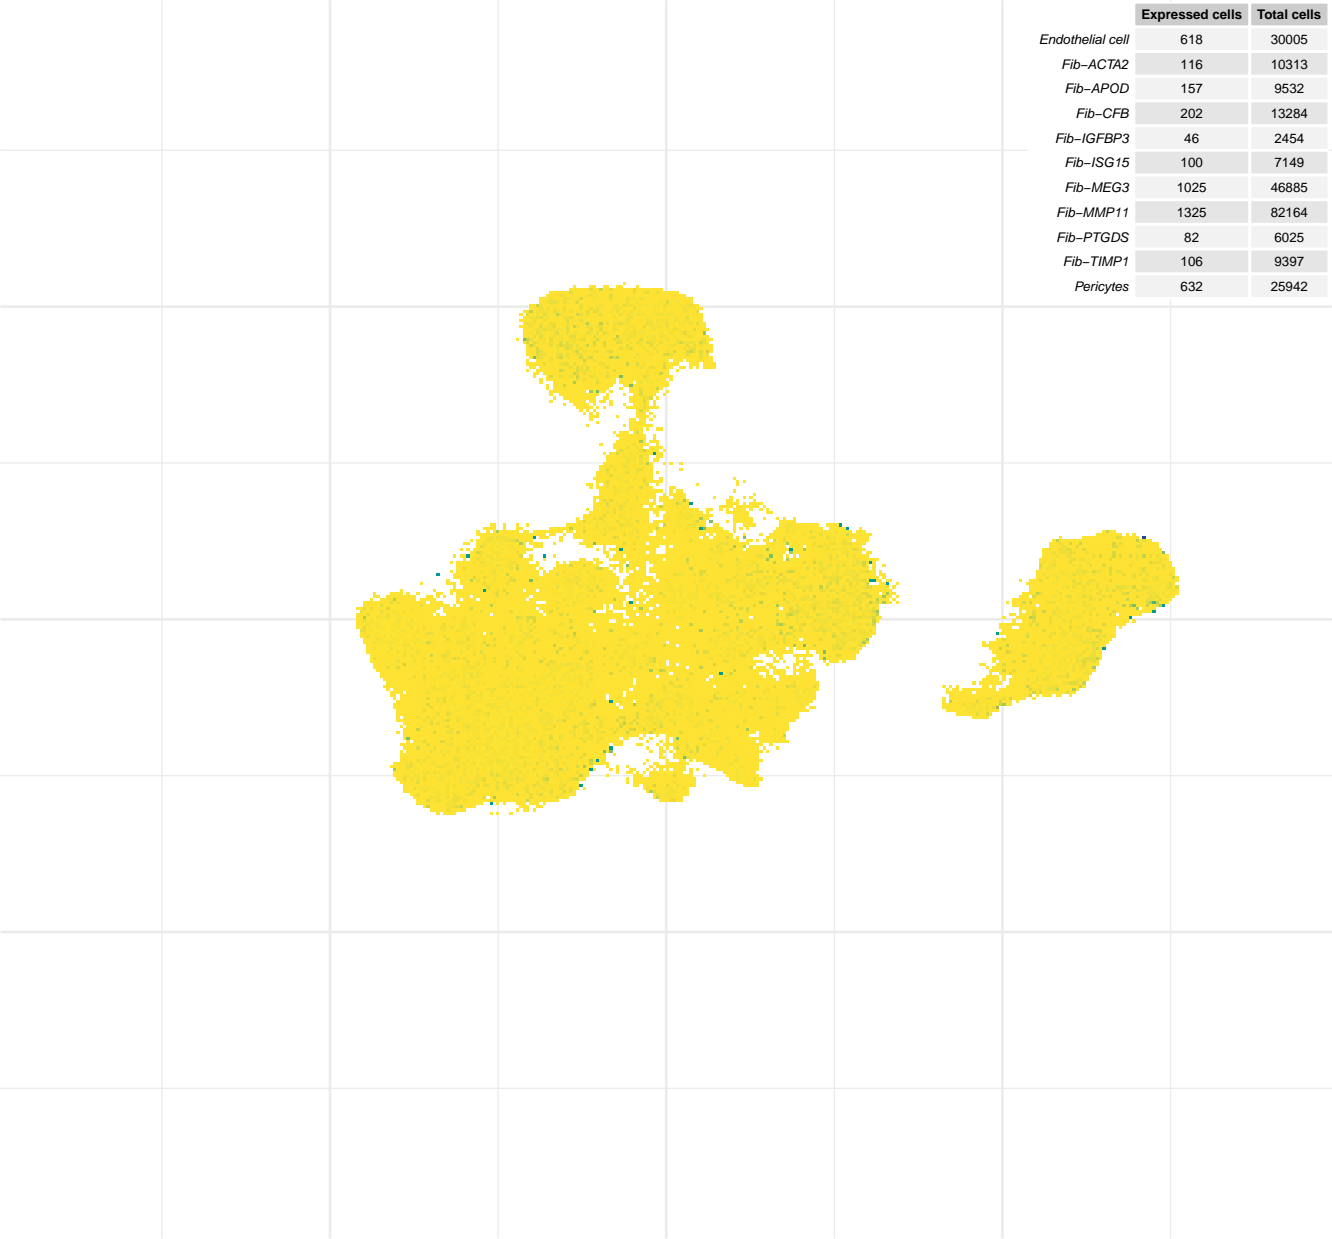 Expressed cells Total cells
Endothelial cell 618 30005
Fib−ACTA2 116 10313
Fib−APOD 157 9532
Fib−CFB 202 13284
Fib−IGFBP3 46 2454
Fib−ISG15 100 7149
Fib−MEG3 1025 46885
Fib−MMP11 1325 82164
Fib−PTGDS 82 6025
Fib−TIMP1 106 9397
Pericytes 632 25942